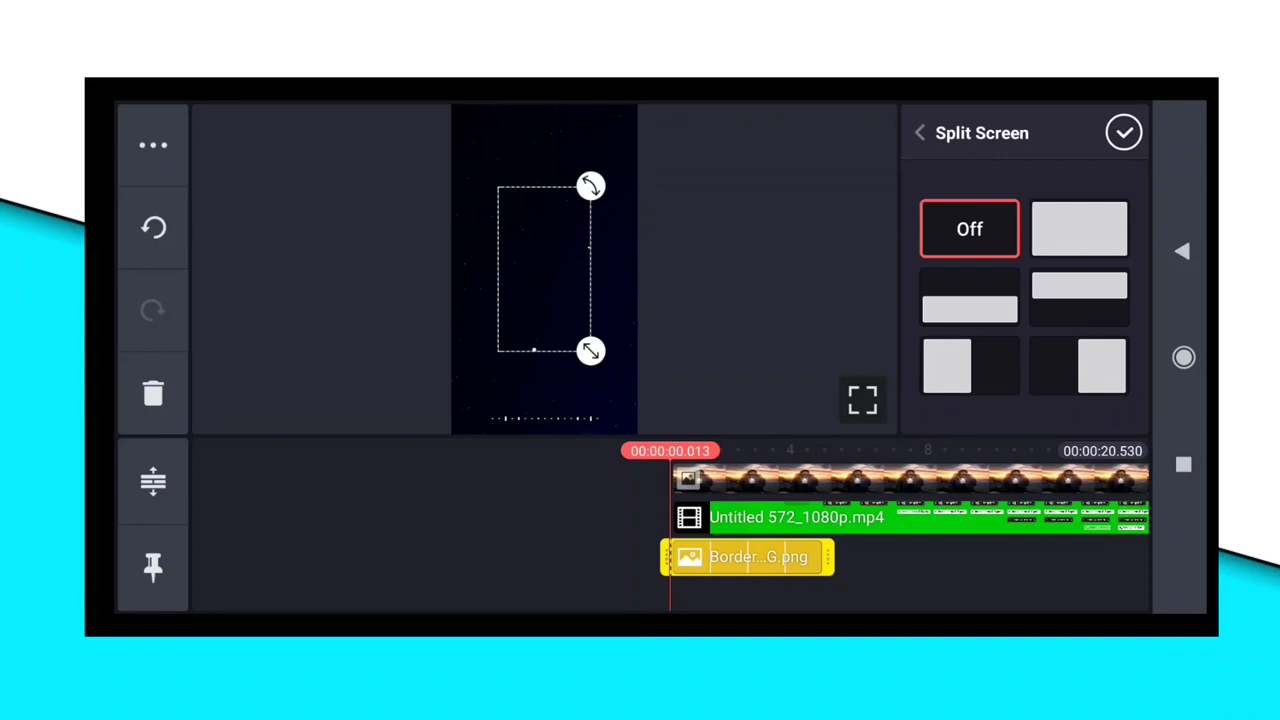 Split Screen
Off
00:00:00.013
4
8
00:00:20.530
Untitled 572_1080p.mp4
Border...G.png